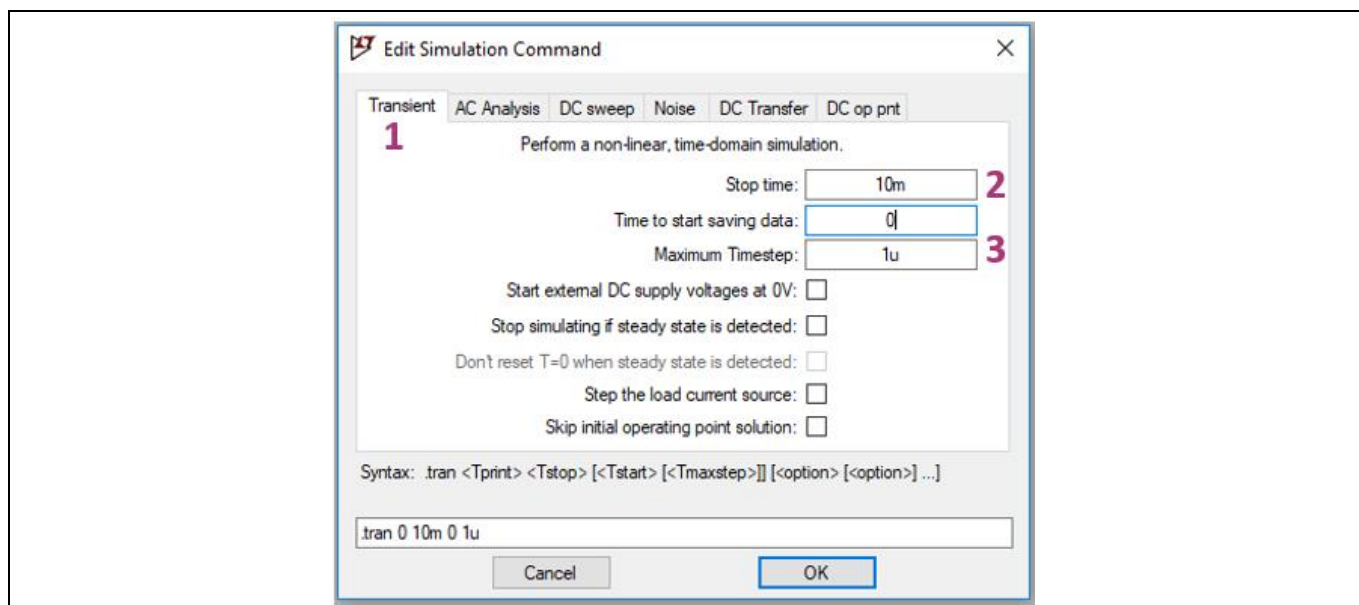 Edit Simulation Command
Transient AC Analysis DC sweep Noise DC Transfer DC op pnt
1
Perform a non-linear, time-domain simulation.
Stop time: 10m 2
Time to start saving data: 0
Maximum Timestep: 1u 3
Start external DC supply voltages at 0V:
Stop simulating if steady state is detected:
Don't reset T=0 when steady state is detected:
Step the load current source:
Skip initial operating point solution:
Syntax: .tran <Tprint> <Tstop> [<Tstart> [<Tmaxstep>]] [<option> [<option>] ...]
.tran 0 10m 0 1u
Cancel OK